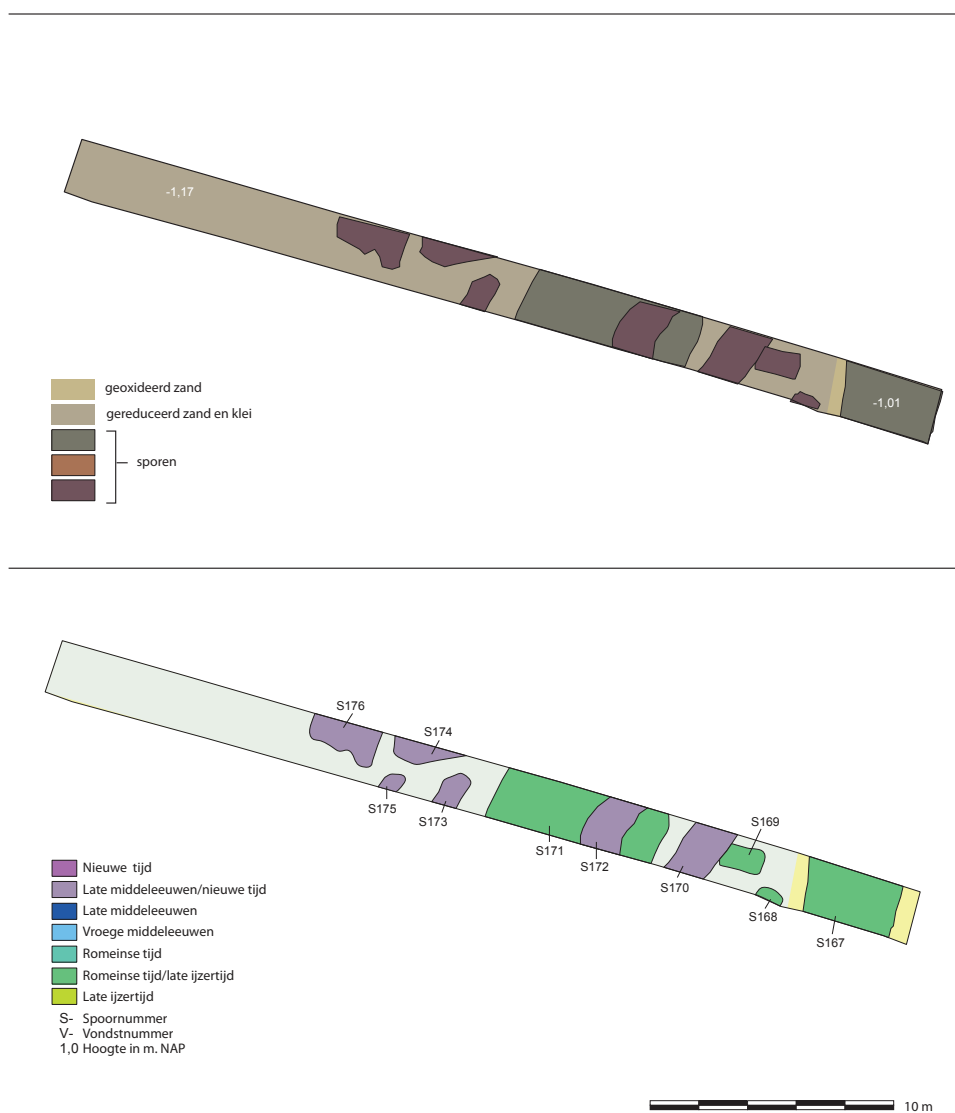 -1,17
-1,01
geoxideerd zand
gereduceerd zand en klei
sporen
S176
S174
S175
S173
S169
S171
S172
S170
S168
S167
Nieuwe tijd
Late middeleeuwen/nieuwe tijd
Late middeleeuwen
Vroege middeleeuwen
Romeinse tijd
Romeinse tijd/late ijzertijd
Late ijzertijd
S- Spoornummer
V- Vondstnummer
1,0 Hoogte in m. NAP
10 m